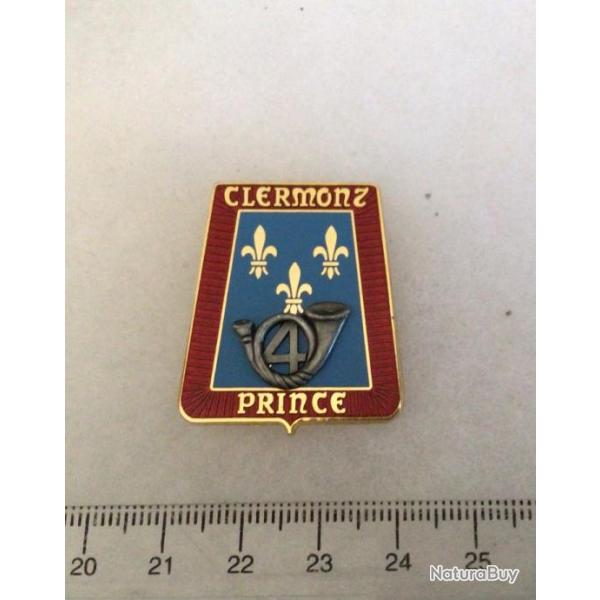 CLERMONT
4
PRINCE
20 21 22 23 24 25
NaturaBuy